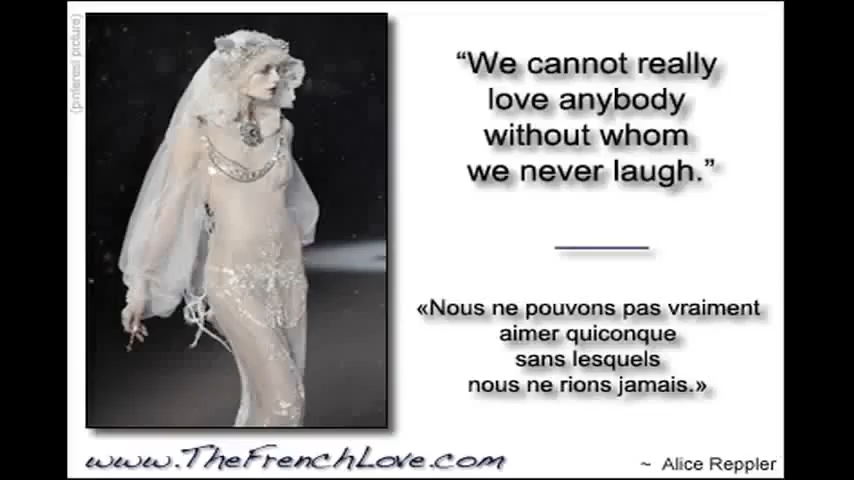 (pinterest picture)
“We cannot really
love anybody
without whom
we never laugh.”
«Nous ne pouvons pas vraiment
aimer quiconque
sans lesquels
nous ne rions jamais.»
www.TheFrenchLove.com
~ Alice Reppler